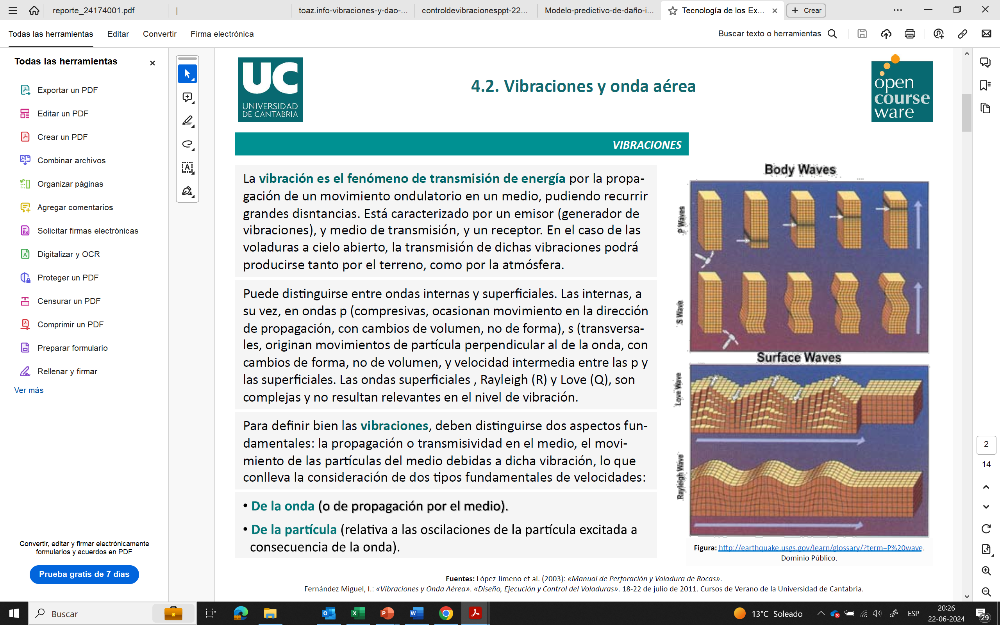 reporte_24174001.pdf
toaz.info-vibraciones-y-dao-...
controldevibracionesppt-22...
Modelo-predictivo-de-daño-i...
Tecnología de los Ex...
Crear
Todas las herramientas
Editar
Convertir
Firma electrónica
Buscar texto o herramientas
Todas las herramientas
Exportar un PDF
Editar un PDF
Crear un PDF
Combinar archivos
Organizar páginas
Agregar comentarios
Solicitar firmas electrónicas
Digitalizar y OCR
Proteger un PDF
Censurar un PDF
Comprimir un PDF
Preparar formulario
Rellenar y firmar
Ver más
Convertir, editar y firmar electrónicamente
formularios y acuerdos en PDF
Prueba gratis de 7 días
UC
UNIVERSIDAD
DE CANTABRIA
4.2. Vibraciones y onda aérea
open
course
ware
VIBRACIONES
La vibración es el fenómeno de transmisión de energía por la propa-
gación de un movimiento ondulatorio en un medio, pudiendo recurrir
grandes disntancias. Está caracterizado por un emisor (generador de
vibraciones), y medio de transmisión, y un receptor. En el caso de las
voladuras a cielo abierto, la transmisión de dichas vibraciones podrá
producirse tanto por el terreno, como por la atmósfera.
Puede distinguirse entre ondas internas y superficiales. Las internas, a
su vez, en ondas p (compresivas, ocasionan movimiento en la dirección
de propagación, con cambios de volumen, no de forma), s (transversa-
les, originan movimientos de partícula perpendicular al de la onda, con
cambios de forma, no de volumen, y velocidad intermedia entre las p y
las superficiales. Las ondas superficiales , Rayleigh (R) y Love (Q), son
complejas y no resultan relevantes en el nivel de vibración.
Para definir bien las vibraciones, deben distinguirse dos aspectos fun-
damentales: la propagación o transmisividad en el medio, el movi-
miento de las partículas del medio debidas a dicha vibración, lo que
conlleva la consideración de dos tipos fundamentales de velocidades:
• De la onda (o de propagación por el medio).
• De la partícula (relativa a las oscilaciones de la partícula excitada a
consecuencia de la onda).
Body Waves
P Waves
S Wave
Surface Waves
Love Wave
Rayleigh Wave
Figura: http://earthquake.usgs.gov/learn/glossary/?term=P%20wave.
Dominio Público.
Fuentes: López Jimeno et al. (2003): «Manual de Perforación y Voladura de Rocas».
Fernández Miguel, I.: «Vibraciones y Onda Aérea». «Diseño, Ejecución y Control del Voladuras». 18-22 de julio de 2011. Cursos de Verano de la Universidad de Cantabria.
2
14
Buscar
13°C Soleado
ESP
20:26
22-06-2024
29